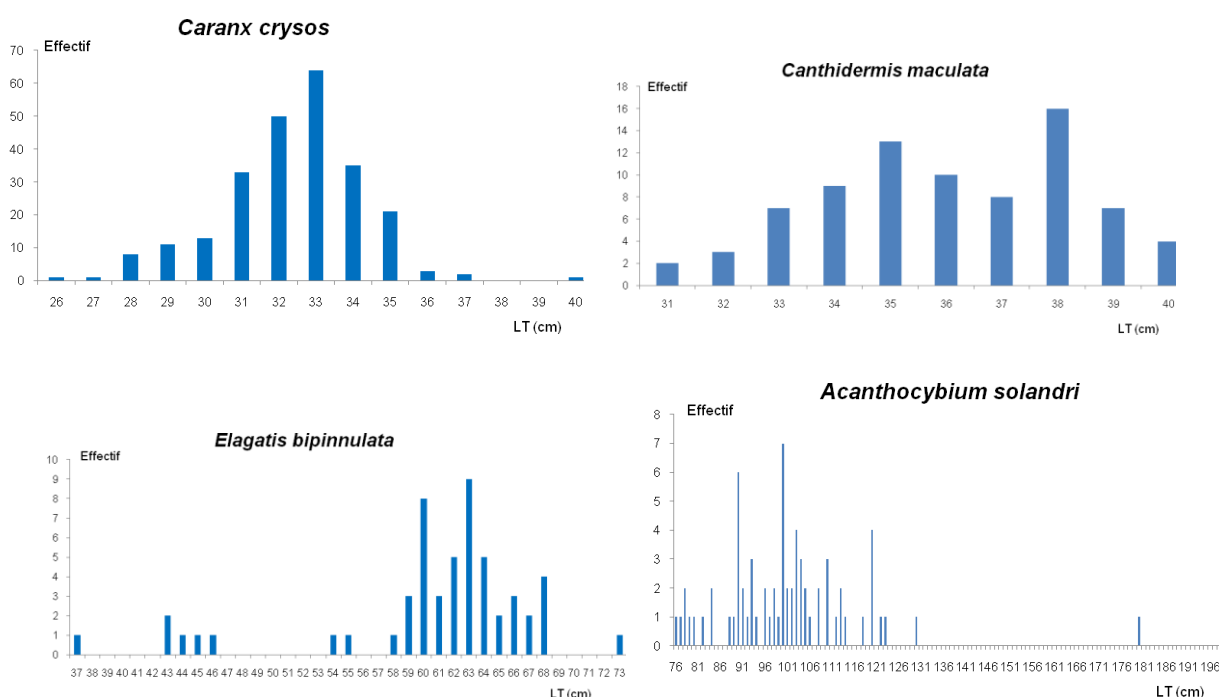 Caranx crysos
Effectif
70
60
50
40
30
20
10
0
26 27 28 29 30 31 32 33 34 35 36 37 38 39 40
LT (cm)
Canthidermis maculata
Effectif
18
16
14
12
10
8
6
4
2
0
31 32 33 34 35 36 37 38 39 40
LT (cm)
Elagatis bipinnulata
Effectif
10
9
8
7
6
5
4
3
2
1
0
37 38 39 40 41 42 43 44 45 46 47 48 49 50 51 52 53 54 55 56 57 58 59 60 61 62 63 64 65 66 67 68 69 70 71 72 73
LT (cm)
Acanthocybium solandri
Effectif
8
7
6
5
4
3
2
1
0
76 81 86 91 96 101 106 111 116 121 126 131 136 141 146 151 156 161 166 171 176 181 186 191 196
LT (cm)